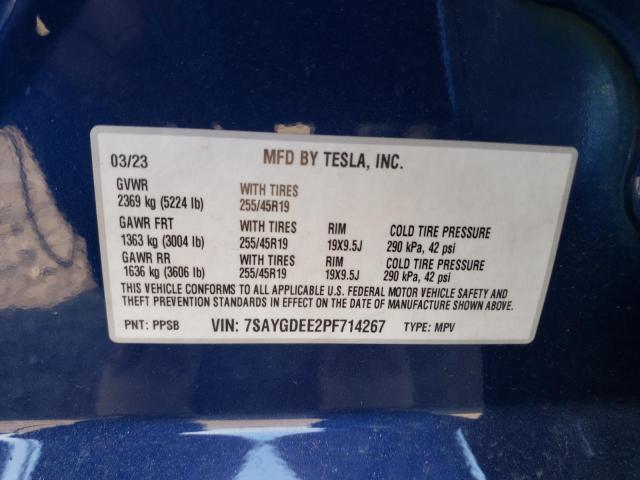 03/23 MFD BY TESLA, INC.
GVWR WITH TIRES
2369 kg (5224 lb) 255/45R19
GAWR FRT WITH TIRES RIM COLD TIRE PRESSURE
1363 kg (3004 lb) 255/45R19 19X9.5J 290 kPa, 42 psi
GAWR RR WITH TIRES RIM COLD TIRE PRESSURE
1636 kg (3606 lb) 255/45R19 19X9.5J 290 kPa, 42 psi
THIS VEHICLE CONFORMS TO ALL APPLICABLE U.S. FEDERAL MOTOR VEHICLE SAFETY AND
THEFT PREVENTION STANDARDS IN EFFECT ON THE DATE OF MANUFACTURE SHOWN ABOVE.
PNT: PPSB VIN: 7SAYGDEE2PF714267 TYPE: MPV